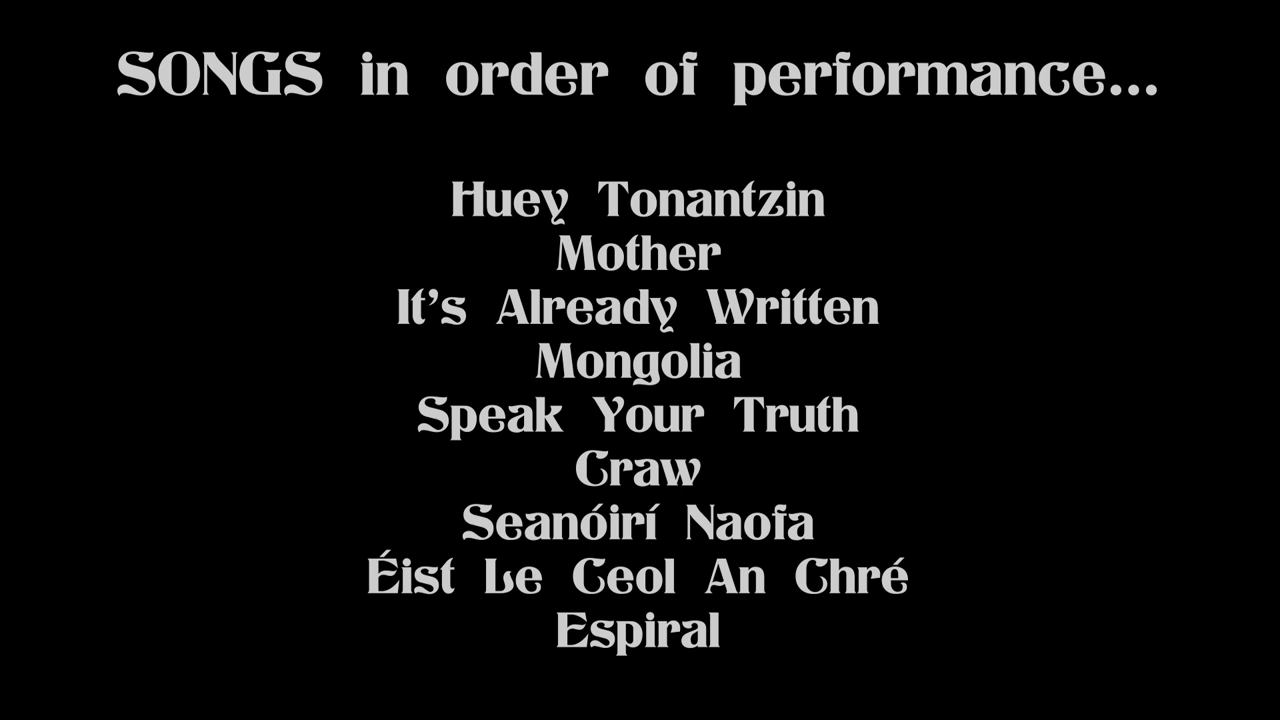 SONGS in order of performance...
Huey Tonantzin
Mother
It's Already Written
Mongolia
Speak Your Truth
Craw
Seanóirí Naofa
Éist Le Ceol An Chré
Espiral